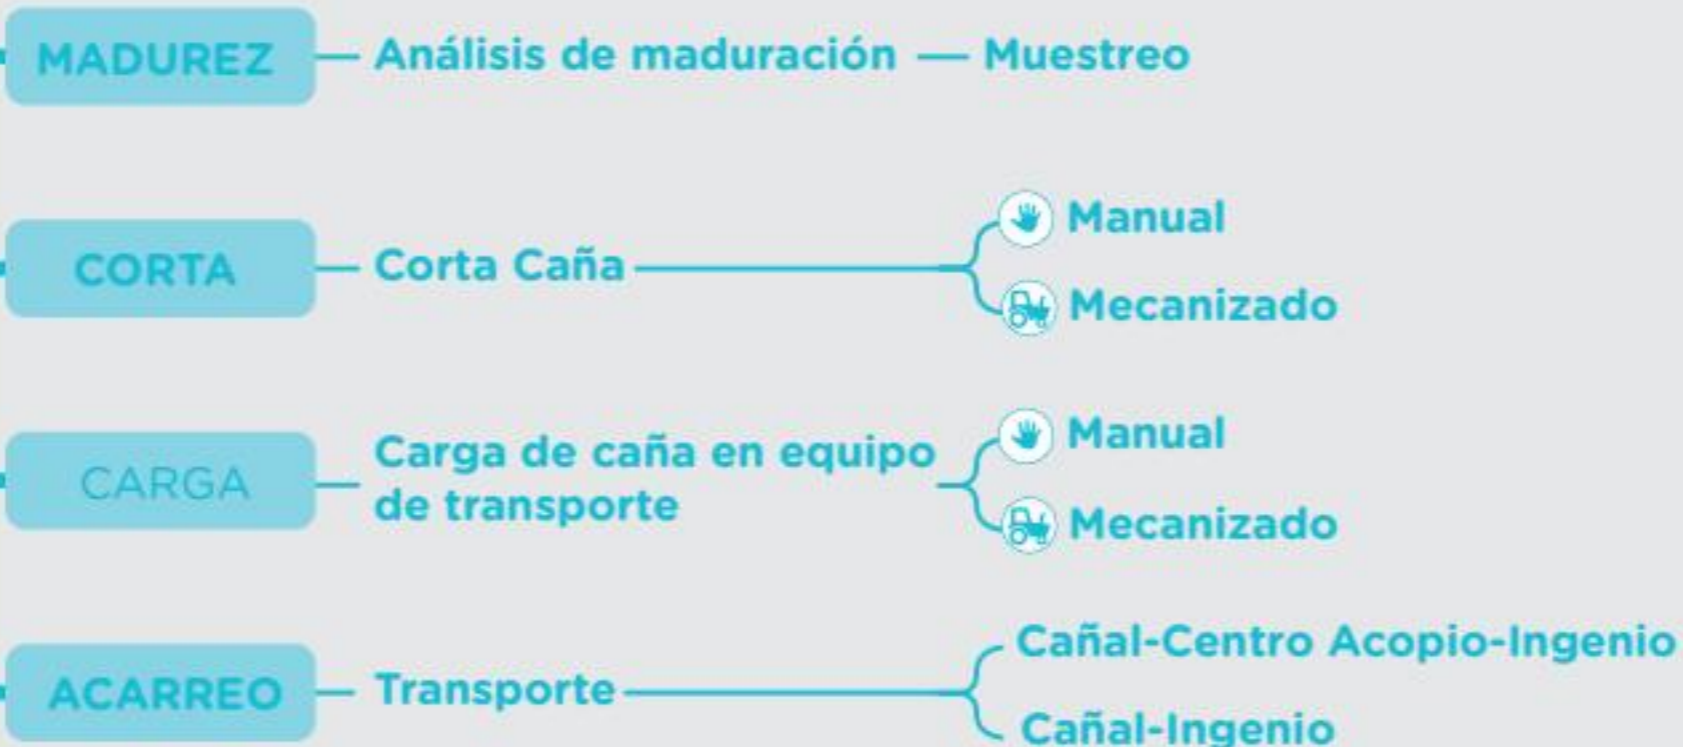 MADUREZ
Análisis de maduración
Muestreo
CORTA
Corta Caña
Manual
Mecanizado
CARGA
Carga de caña en equipo
de transporte
Manual
Mecanizado
ACARREO
Transporte
Cañal-Centro Acopio-Ingenio
Cañal-Ingenio